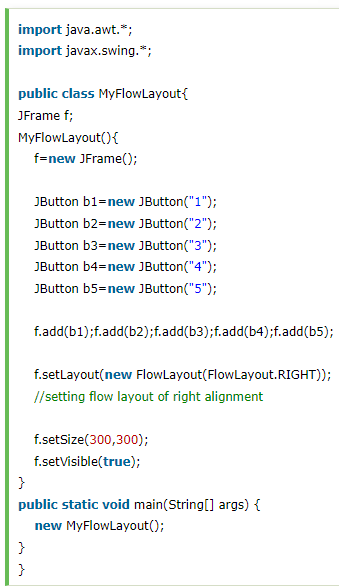 import java.awt.*;
import javax.swing.*;
public class MyFlowLayout{
JFrame f;
MyFlowLayout(){
f=new JFrame();
JButton b1=new JButton("1");
JButton b2=new JButton("2");
JButton b3=new JButton("3");
JButton b4=new JButton("4");
JButton b5=new JButton("5");
f.add(b1);f.add(b2);f.add(b3);f.add(b4);f.add(b5);
f.setLayout(new FlowLayout(FlowLayout.RIGHT));
//setting flow layout of right alignment
f.setSize(300,300);
f.setVisible(true);
}
public static void main(String[] args) {
new MyFlowLayout();
}
}